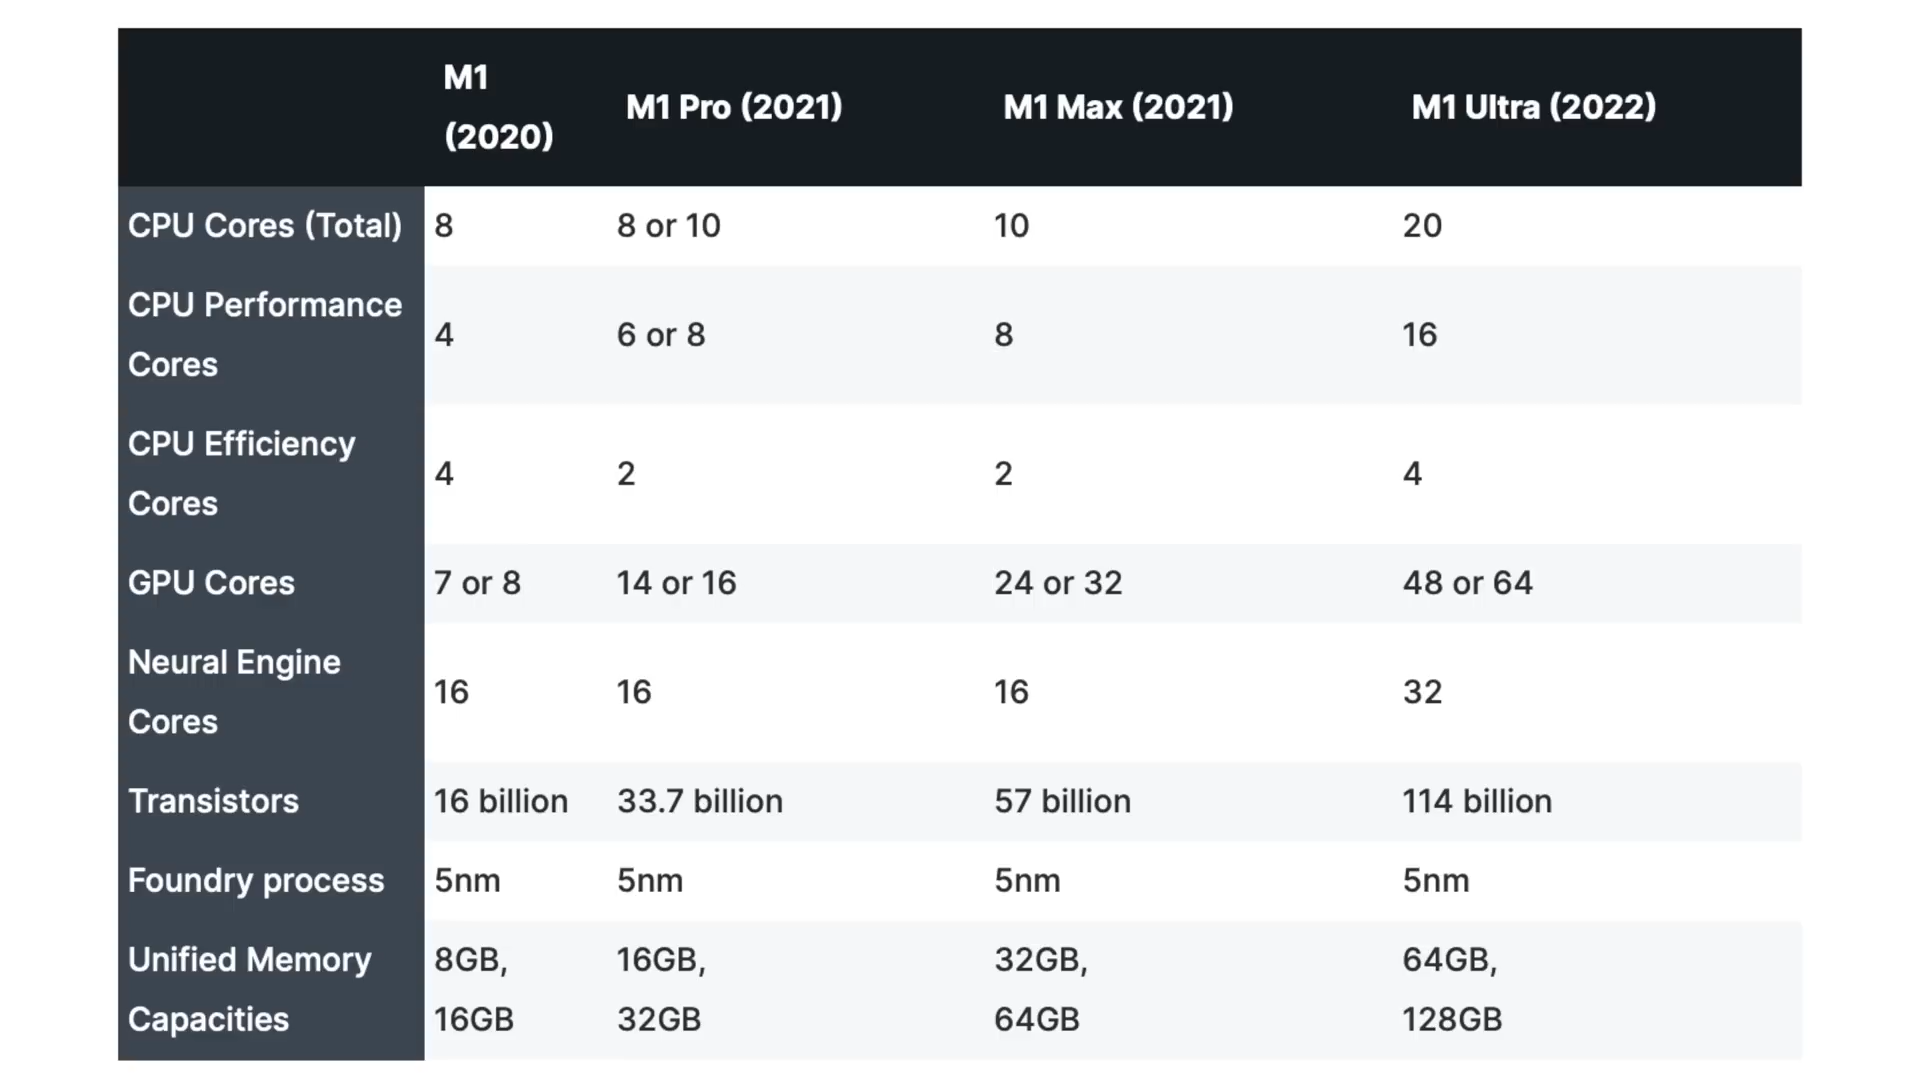 M1
(2020)
M1 Pro (2021)
M1 Max (2021)
M1 Ultra (2022)
CPU Cores (Total)
8
8 or 10
10
20
CPU Performance
Cores
4
6 or 8
8
16
CPU Efficiency
Cores
4
2
2
4
GPU Cores
7 or 8
14 or 16
24 or 32
48 or 64
Neural Engine
Cores
16
16
16
32
Transistors
16 billion
33.7 billion
57 billion
114 billion
Foundry process
5nm
5nm
5nm
5nm
Unified Memory
Capacities
8GB,
16GB
16GB,
32GB
32GB,
64GB
64GB,
128GB